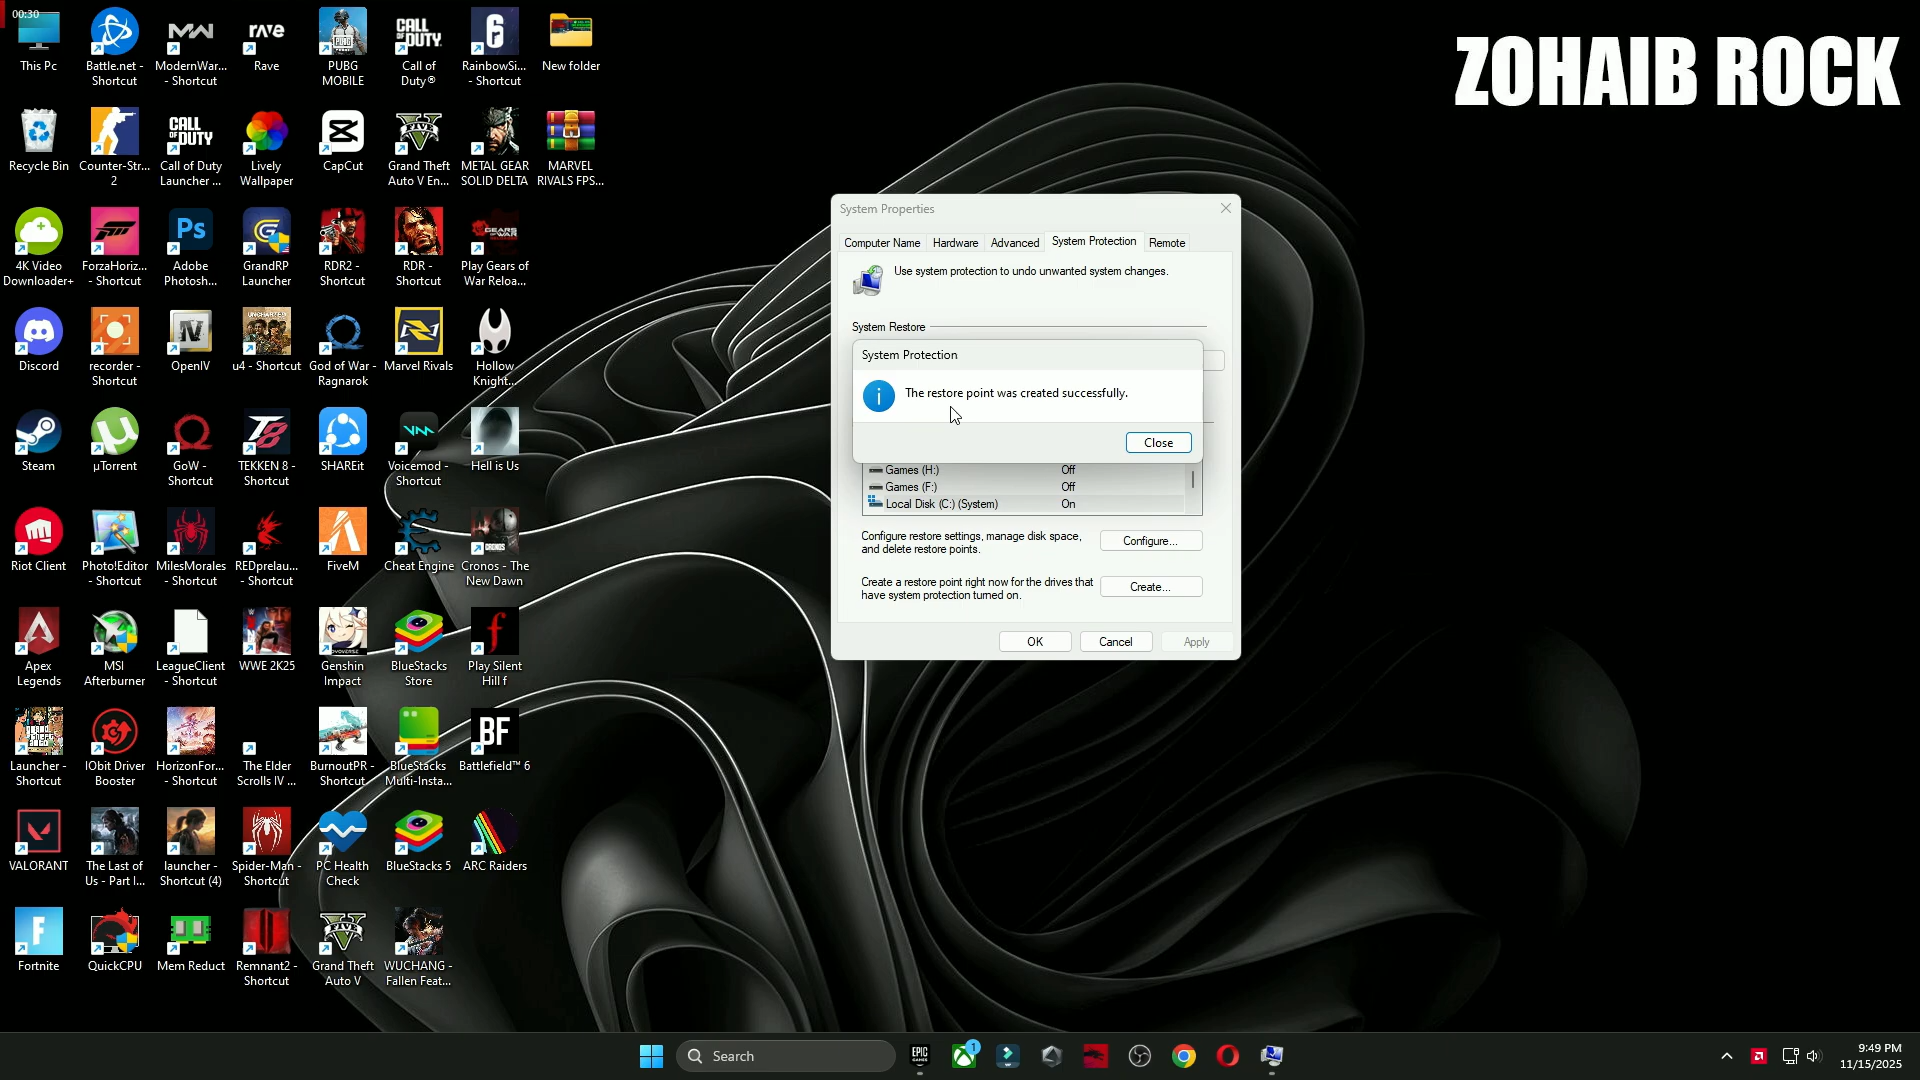 00:30
ZOHAIB ROCK
This Pc
Battle.net -
Shortcut
ModernWar...
- Shortcut
Rave
PUBG
MOBILE
Call of
Duty®
RainbowSi...
- Shortcut
New folder
Recycle Bin
Counter-Str...
2
Call of Duty
Launcher ...
Lively
Wallpaper
CapCut
Grand Theft
Auto V En...
METAL GEAR
SOLID DELTA
MARVEL
RIVALS FPS...
4K Video
Downloader+
ForzaHoriz...
- Shortcut
Adobe
Photosh...
GrandRP
Launcher
RDR2 -
Shortcut
RDR -
Shortcut
Play Gears of
War Reloa...
Discord
recorder -
Shortcut
OpenIV
u4 - Shortcut
God of War -
Ragnarok
Marvel Rivals
Hollow
Knight...
Steam
µTorrent
GoW -
Shortcut
TEKKEN 8 -
Shortcut
SHAREit
Voicemod -
Shortcut
Hell is Us
Riot Client
Photo!Editor
- Shortcut
MilesMorales
- Shortcut
REDprelau...
- Shortcut
FiveM
Cheat Engine
Cronos - The
New Dawn
Apex
Legends
MSI
Afterburner
LeagueClient
- Shortcut
WWE 2K25
Genshin
Impact
BlueStacks
Store
Play Silent
Hill f
Launcher -
Shortcut
IObit Driver
Booster
HorizonFor...
- Shortcut
The Elder
Scrolls IV ...
BurnoutPR -
Shortcut
BlueStacks
Multi-Insta...
Battlefield™ 6
VALORANT
The Last of
Us - Part I...
launcher -
Shortcut (4)
Spider-Man -
Shortcut
PC Health
Check
BlueStacks 5
ARC Raiders
Fortnite
QuickCPU
Mem Reduct
Remnant2 -
Shortcut
Grand Theft
Auto V
WUCHANG -
Fallen Feat...
System Properties
Computer Name
Hardware
Advanced
System Protection
Remote
Use system protection to undo unwanted system changes.
System Restore
System Protection
The restore point was created successfully.
Close
Games (H:) Off
Games (F:) Off
Local Disk (C:) (System) On
Configure restore settings, manage disk space,
and delete restore points.
Configure...
Create a restore point right now for the drives that
have system protection turned on.
Create...
OK
Cancel
Apply
Search
9:49 PM
11/15/2025